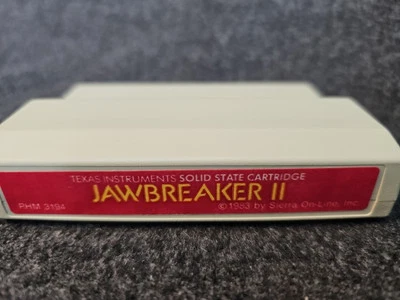 TEXAS INSTRUMENTS SOLID STATE CARTRIDGE
JAWBREAKER II
PHM 3194 ©1983 by Sierra On-Line, Inc.